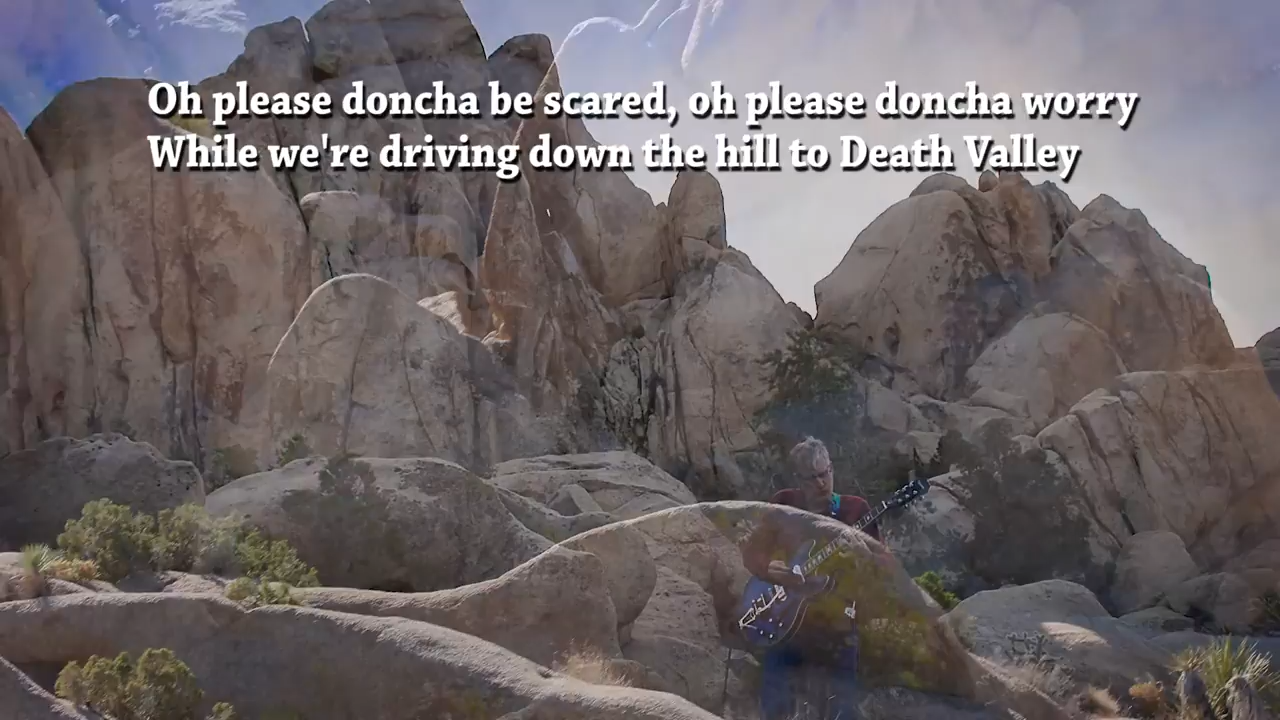 Oh please doncha be scared, oh please doncha worry
While we're driving down the hill to Death Valley